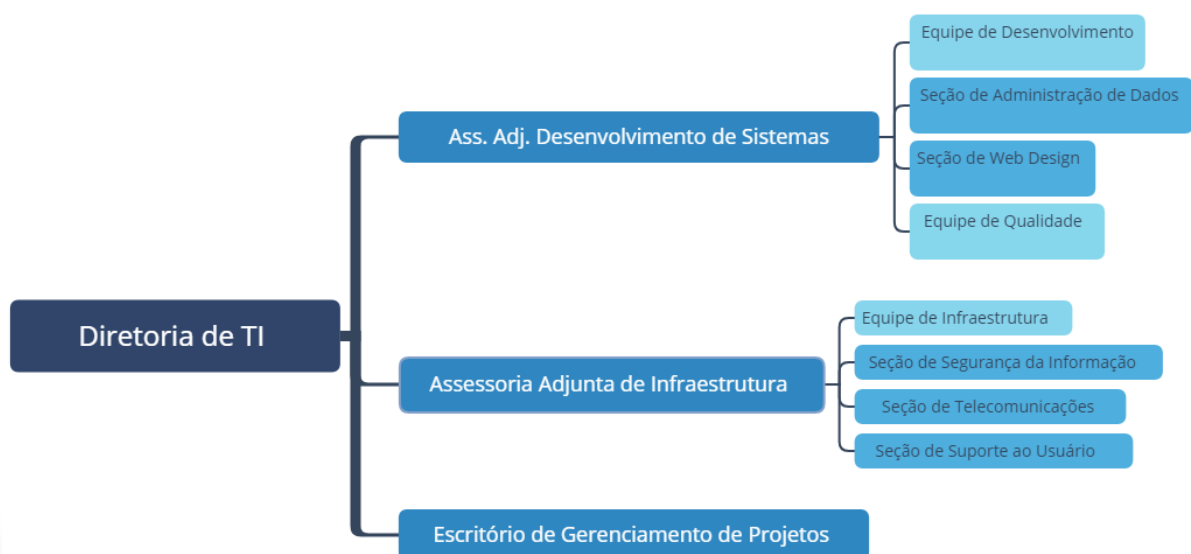 Diretoria de TI
Ass. Adj. Desenvolvimento de Sistemas
Equipe de Desenvolvimento
Seção de Administração de Dados
Seção de Web Design
Equipe de Qualidade
Assessoria Adjunta de Infraestrutura
Equipe de Infraestrutura
Seção de Segurança da Informação
Seção de Telecomunicações
Seção de Suporte ao Usuário
Escritório de Gerenciamento de Projetos